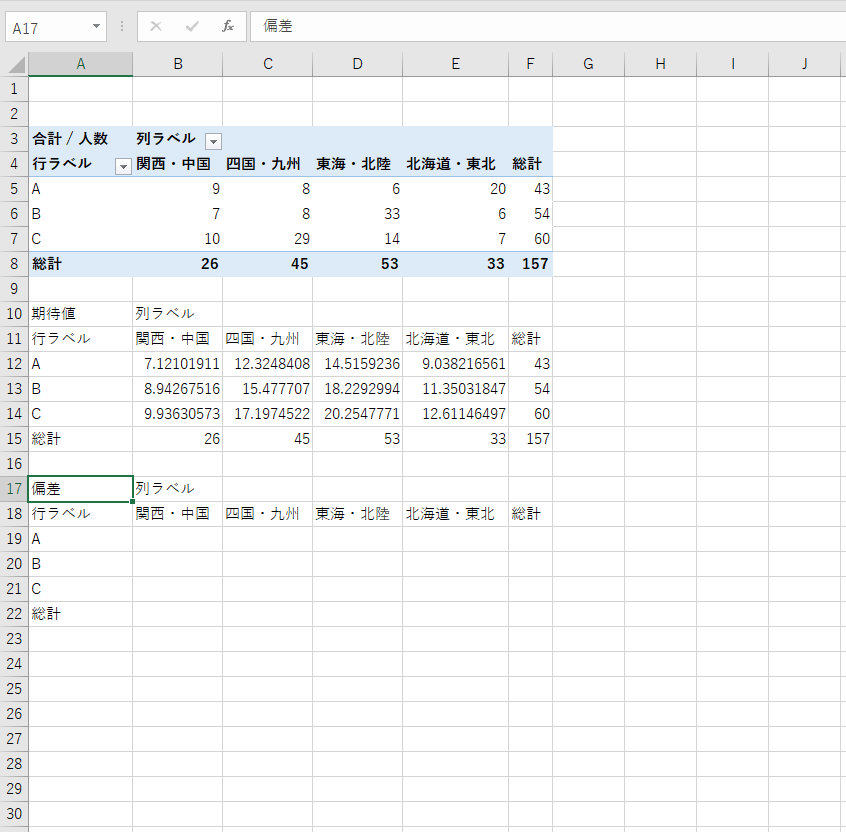 A17 fx 偏差
A B C D E F G H I J
1
2
3 合計 / 人数 列ラベル
4 行ラベル 関西・中国 四国・九州 東海・北陸 北海道・東北 総計
5 A 9 8 6 20 43
6 B 7 8 33 6 54
7 C 10 29 14 7 60
8 総計 26 45 53 33 157
9
10 期待値 列ラベル
11 行ラベル 関西・中国 四国・九州 東海・北陸 北海道・東北 総計
12 A 7.12101911 12.3248408 14.5159236 9.038216561 43
13 B 8.94267516 15.477707 18.2292994 11.35031847 54
14 C 9.93630573 17.1974522 20.2547771 12.61146497 60
15 総計 26 45 53 33 157
16
17 偏差 列ラベル
18 行ラベル 関西・中国 四国・九州 東海・北陸 北海道・東北 総計
19 A
20 B
21 C
22 総計
23
24
25
26
27
28
29
30